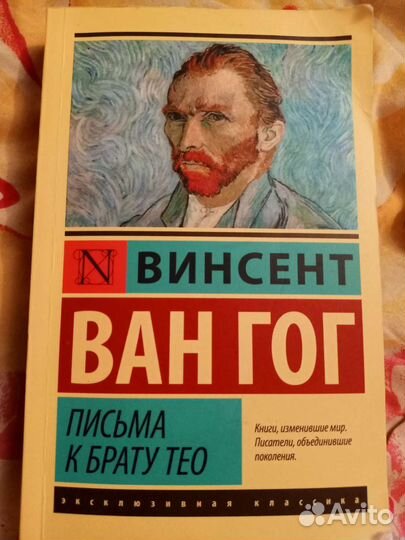 N
ВИНСЕНТ
ВАН ГОГ
ПИСЬМА
К БРАТУ ТЕО
Книги, изменившие мир.
Писатели, объединившие
поколения.
эксклюзивная классика
Avito